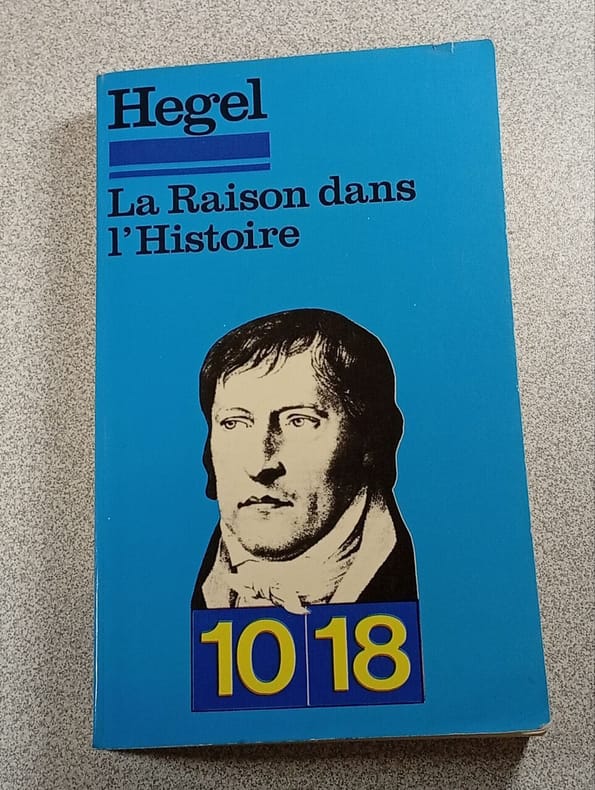 Hegel
La Raison dans
l'Histoire
10 18